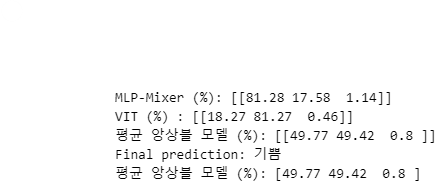 MLP-Mixer (%): [[81.28 17.58  1.14]]
VIT (%) : [[18.27 81.27  0.46]]
평균 앙상블 모델 (%): [[49.77 49.42  0.8 ]]
Final prediction: 기쁨
평균 앙상블 모델 (%): [49.77 49.42  0.8 ]